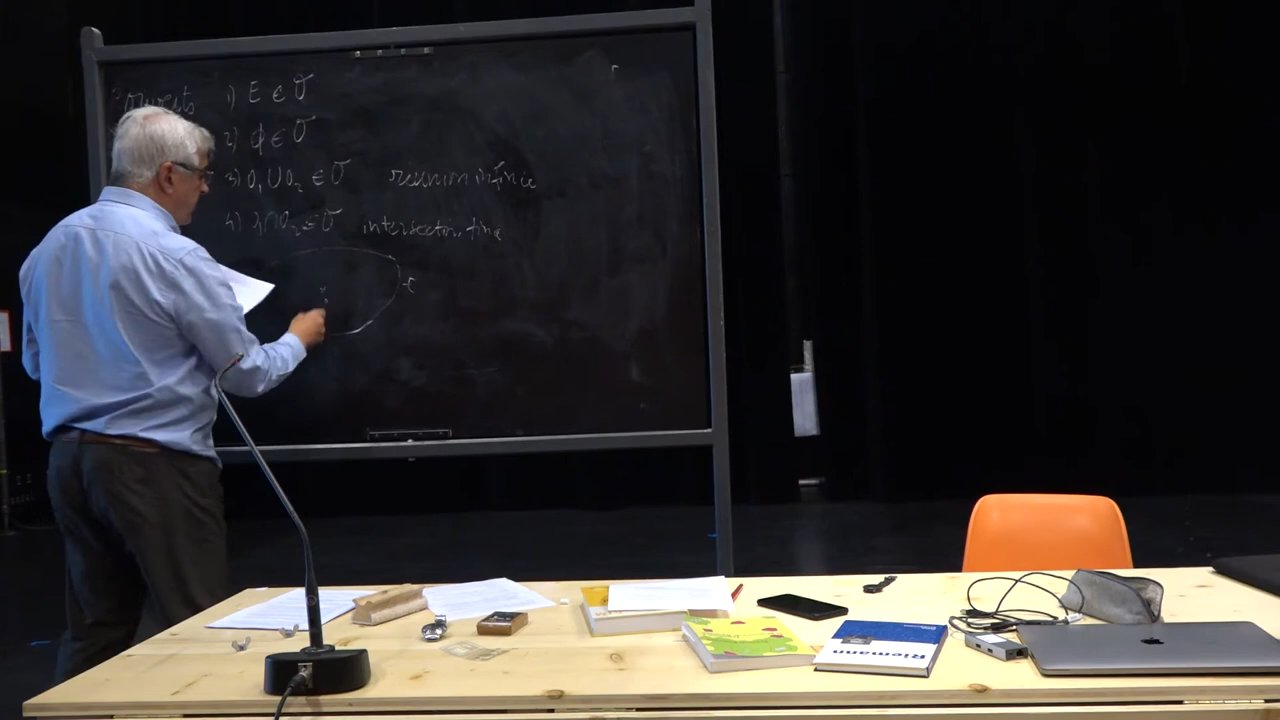 Ouverts 1) E ∈ 𝒪
2) ϕ ∈ 𝒪
3) O₁ ∪ O₂ ∈ 𝒪 réunion infinie
4) O₁ ∩ O₂ ∈ 𝒪 intersection finie
E
Riemann